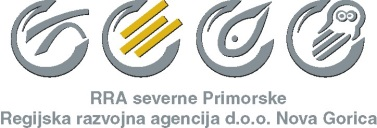 RRA severne Primorske
Regijska razvojna agencija d.o.o. Nova Gorica